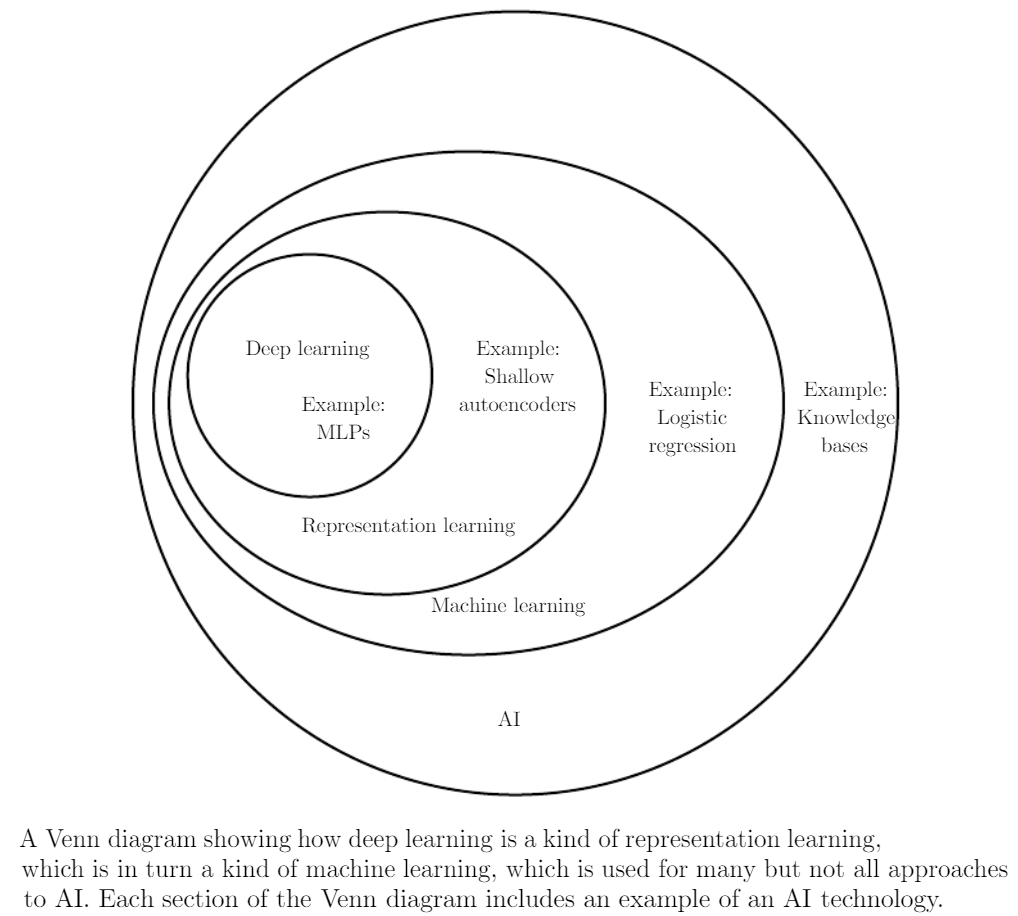 Deep learning
Example:
MLPs
Example:
Shallow
autoencoders
Example:
Logistic
regression
Example:
Knowledge
bases
Representation learning
Machine learning
AI
A Venn diagram showing how deep learning is a kind of representation learning,
which is in turn a kind of machine learning, which is used for many but not all approaches
to AI. Each section of the Venn diagram includes an example of an AI technology.